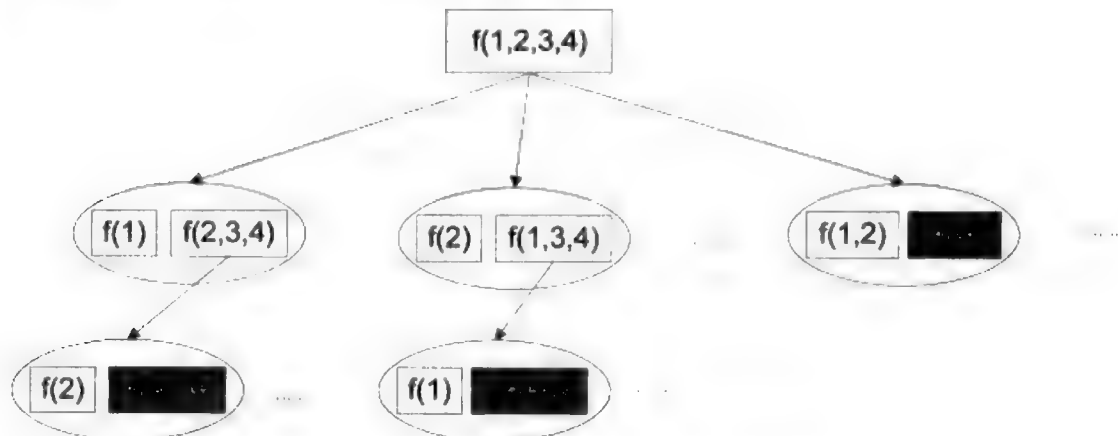 f(1,2,3,4)
f(1) f(2,3,4) f(2) f(1,3,4) f(1,2) ....
f(2) .... f(1)